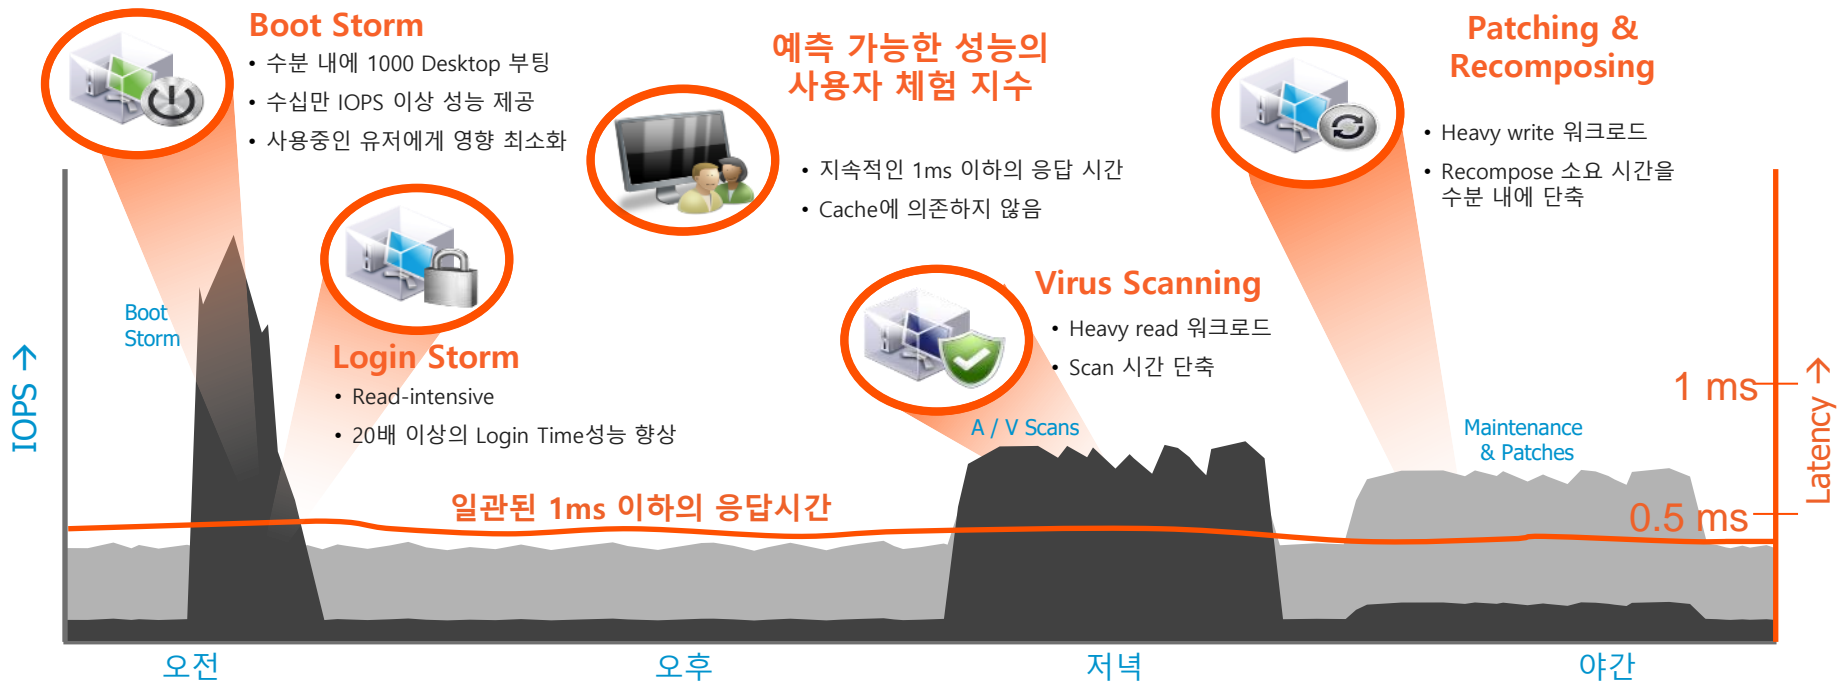 Boot Storm
• 수분 내에 1000 Desktop 부팅
• 수십만 IOPS 이상 성능 제공
• 사용중인 유저에게 영향 최소화
예측 가능한 성능의
사용자 체험 지수
• 지속적인 1ms 이하의 응답 시간
• Cache에 의존하지 않음
Patching &
Recomposing
• Heavy write 워크로드
• Recompose 소요 시간을
수분 내에 단축
Boot
Storm
Login Storm
• Read-intensive
• 20배 이상의 Login Time성능 향상
Virus Scanning
• Heavy read 워크로드
• Scan 시간 단축
A / V Scans
Maintenance
& Patches
일관된 1ms 이하의 응답시간
IOPS →
1 ms
0.5 ms
Latency →
오전
오후
저녁
야간